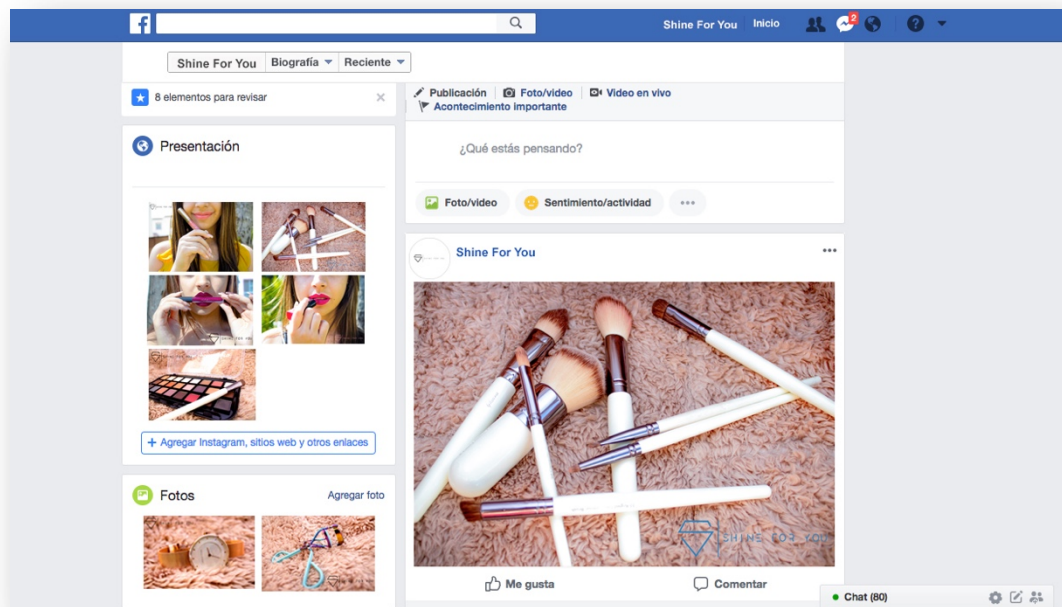 Shine For You Inicio 2
Shine For You Biografía Reciente
8 elementos para revisar
Presentación
+ Agregar Instagram, sitios web y otros enlaces
Fotos Agregar foto
Publicación Foto/video Video en vivo
Acontecimiento importante
¿Qué estás pensando?
Foto/video Sentimiento/actividad
Shine For You
SHINE FOR YOU
Me gusta Comentar
Chat (80)